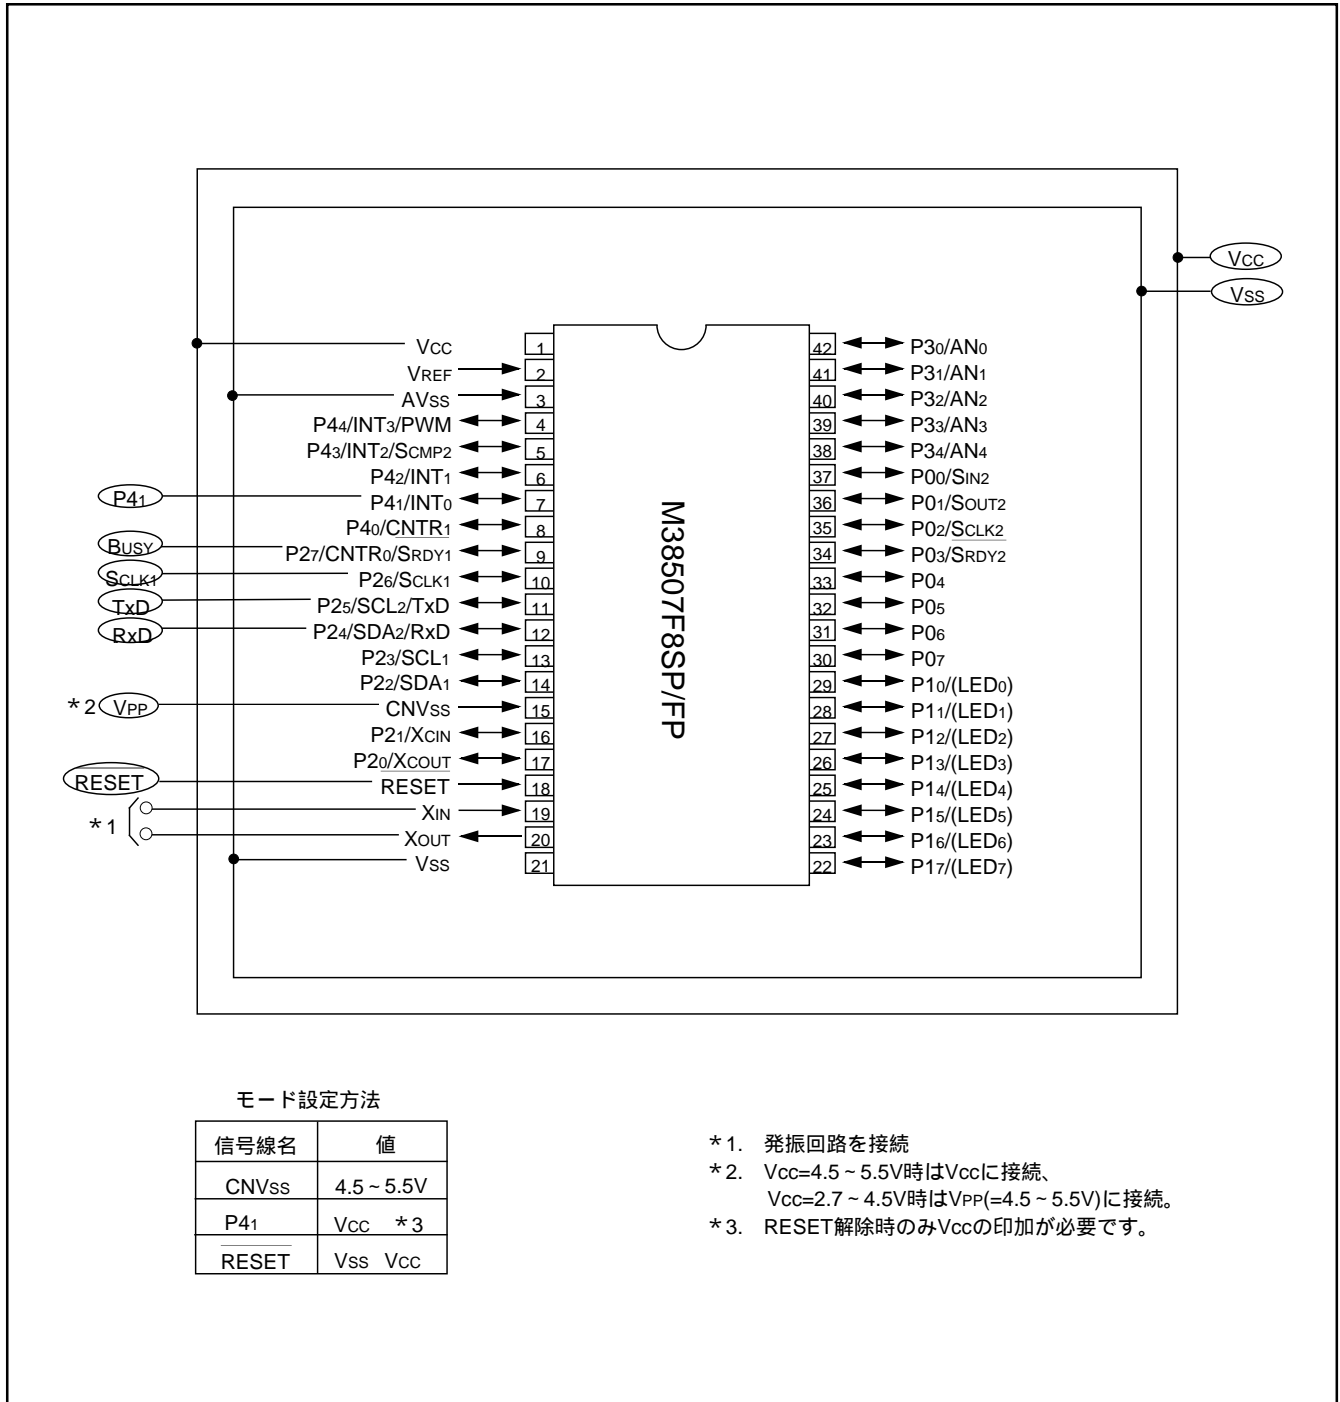 VCC
VSS
VCC 1 42 P30/AN0
VREF 2 41 P31/AN1
AVSS 3 40 P32/AN2
P44/INT3/PWM 4 39 P33/AN3
P43/INT2/SCMP2 5 38 P34/AN4
P42/INT1 6 37 P00/SIN2
P41 P41/INT0 7 36 P01/SOUT2
P40/CNTR1 8 35 P02/SCLK2
BUSY P27/CNTR0/SRDY1 9 34 P03/SRDY2
SCLK1 P26/SCLK1 10 33 P04
TxD P25/SCL2/TxD 11 32 P05
RxD P24/SDA2/RxD 12 31 P06
P23/SCL1 13 30 P07
P22/SDA1 14 29 P10/(LED0)
*2 VPP CNVSS 15 28 P11/(LED1)
P21/XCIN 16 27 P12/(LED2)
P20/XCOUT 17 26 P13/(LED3)
RESET RESET 18 25 P14/(LED4)
*1 XIN 19 24 P15/(LED5)
XOUT 20 23 P16/(LED6)
VSS 21 22 P17/(LED7)
M38507F8SP/FP
モード設定方法
信号線名 値
CNVSS 4.5~5.5V
P41 VCC *3
RESET VSS VCC
*1. 発振回路を接続
*2. Vcc=4.5~5.5V時はVccに接続、
Vcc=2.7~4.5V時はVPP(=4.5~5.5V)に接続。
*3. RESET解除時のみVccの印加が必要です。